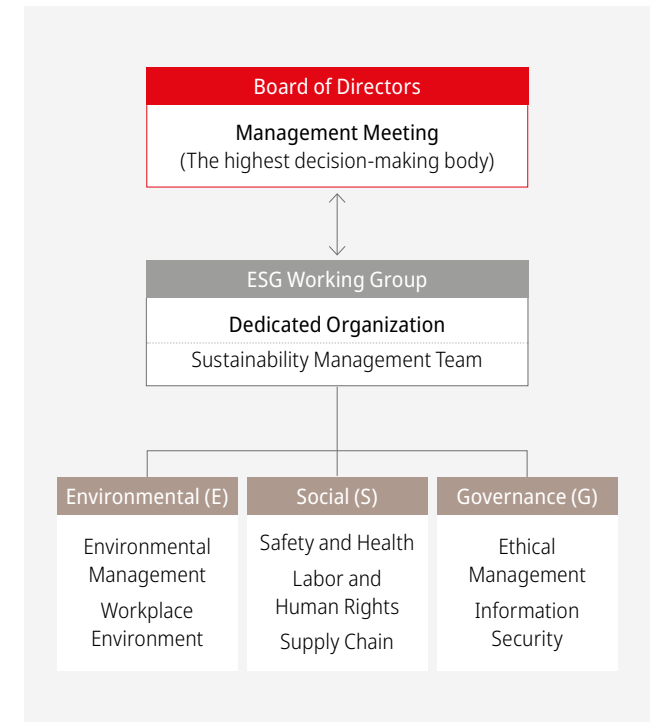 Board of Directors
Management Meeting
(The highest decision-making body)
ESG Working Group
Dedicated Organization
Sustainability Management Team
Environmental (E)
Environmental
Management
Workplace
Environment
Social (S)
Safety and Health
Labor and
Human Rights
Supply Chain
Governance (G)
Ethical
Management
Information
Security